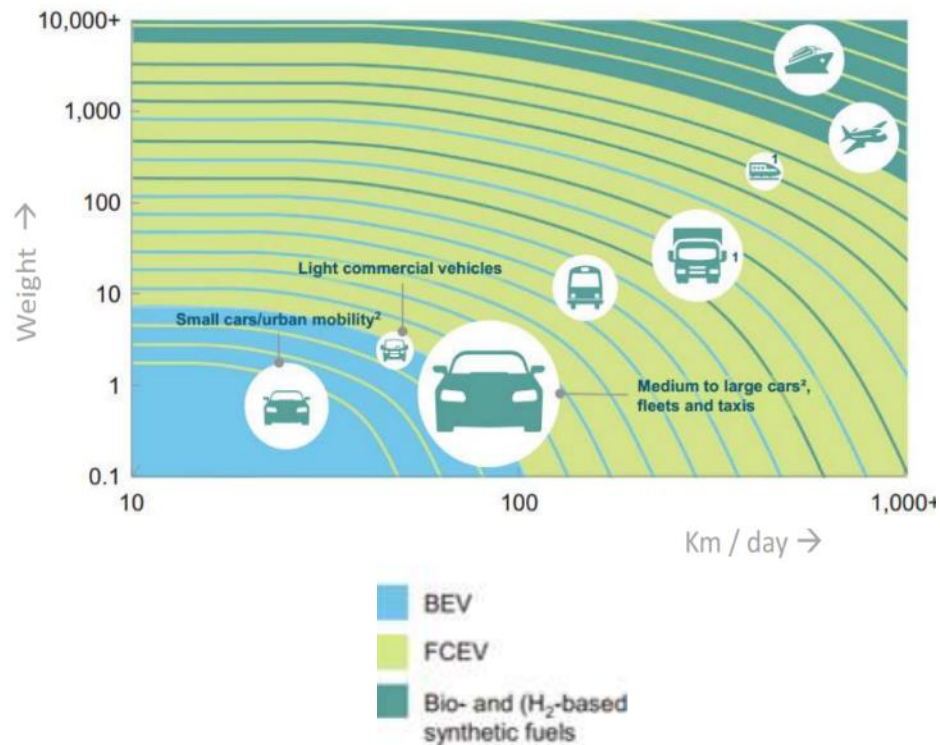 10,000+
1,000
100
10
1
0.1
Weight →
Light commercial vehicles
Small cars/urban mobility²
1
1
Medium to large cars²,
fleets and taxis
10
100
1,000+
Km / day →
BEV
FCEV
Bio- and (H₂-based
synthetic fuels